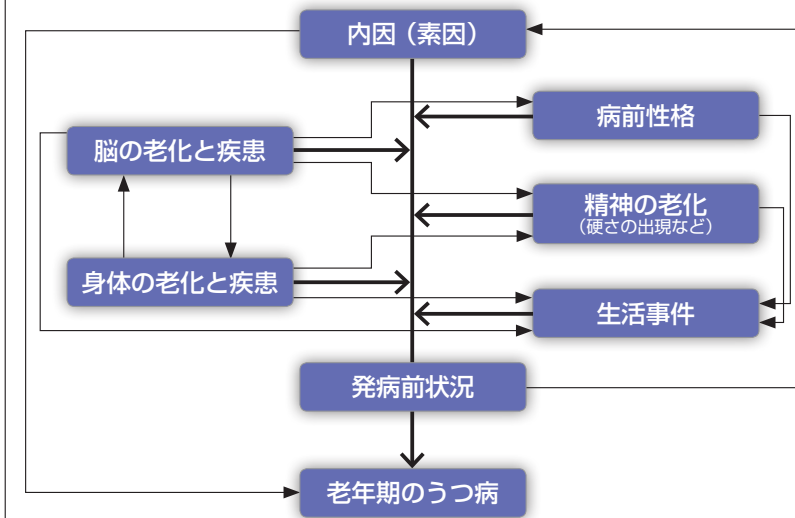 内因（素因）
病前性格
脳の老化と疾患
精神の老化
（硬さの出現など）
身体の老化と疾患
生活事件
発病前状況
老年期のうつ病